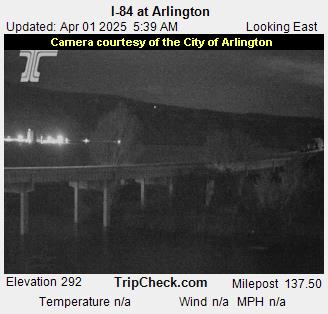 I-84 at Arlington
Updated: Apr 01 2025 5:39 AM Looking East
Camera courtesy of the City of Arlington
Elevation 292 TripCheck.com Milepost 137.50
Temperature n/a Wind n/a MPH n/a